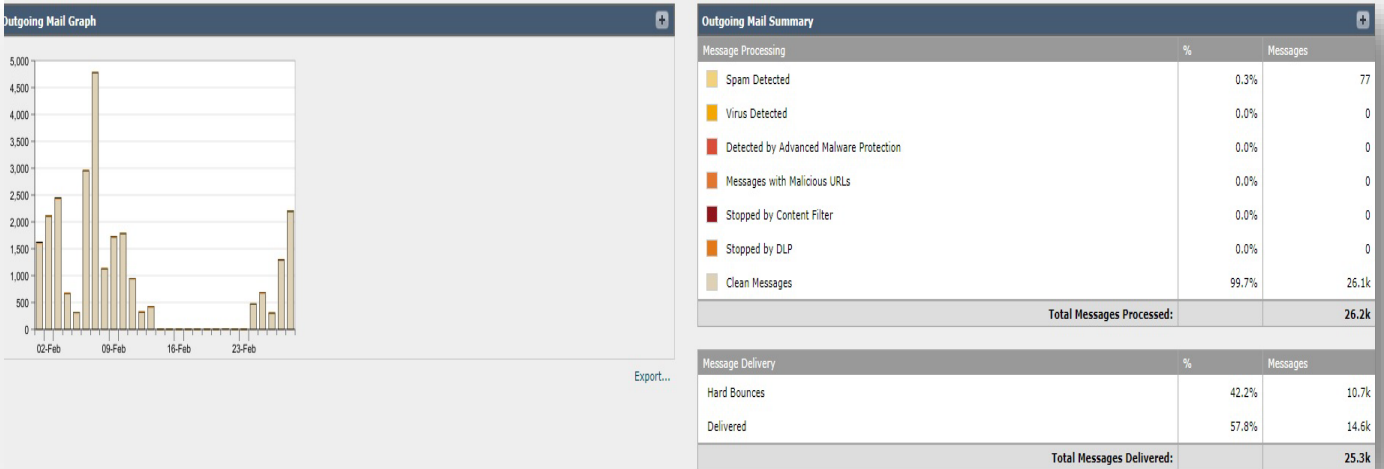 Outgoing Mail Graph
5,000
4,500
4,000
3,500
3,000
2,500
2,000
1,500
1,000
500
0
02-Feb 09-Feb 16-Feb 23-Feb
Export...
Outgoing Mail Summary
Message Processing % Messages
Spam Detected 0.3% 77
Virus Detected 0.0% 0
Detected by Advanced Malware Protection 0.0% 0
Messages with Malicious URLs 0.0% 0
Stopped by Content Filter 0.0% 0
Stopped by DLP 0.0% 0
Clean Messages 99.7% 26.1k
Total Messages Processed: 26.2k
Message Delivery % Messages
Hard Bounces 42.2% 10.7k
Delivered 57.8% 14.6k
Total Messages Delivered: 25.3k